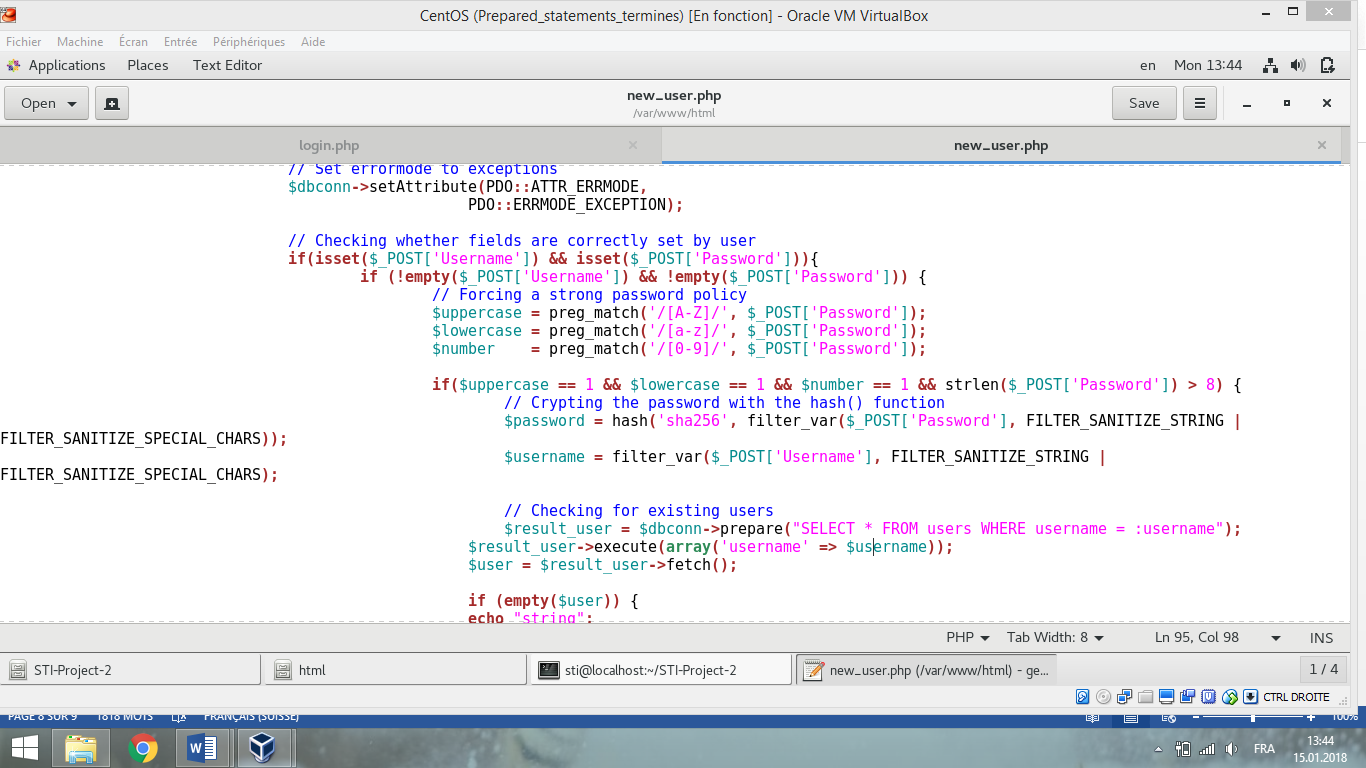 CentOS (Prepared_statements_termines) [En fonction] - Oracle VM VirtualBox
Fichier Machine Écran Entrée Périphériques Aide
Applications Places Text Editor en Mon 13:44
Open new_user.php Save
/var/www/html
login.php new_user.php
// Set errormode to exceptions
$dbconn->setAttribute(PDO::ATTR_ERRMODE,
PDO::ERRMODE_EXCEPTION);
// Checking whether fields are correctly set by user
if(isset($_POST['Username']) && isset($_POST['Password'])){
if (!empty($_POST['Username']) && !empty($_POST['Password'])) {
// Forcing a strong password policy
$uppercase = preg_match('/[A-Z]/', $_POST['Password']);
$lowercase = preg_match('/[a-z]/', $_POST['Password']);
$number    = preg_match('/[0-9]/', $_POST['Password']);
if($uppercase == 1 && $lowercase == 1 && $number == 1 && strlen($_POST['Password']) > 8) {
// Crypting the password with the hash() function
$password = hash('sha256', filter_var($_POST['Password'], FILTER_SANITIZE_STRING |
FILTER_SANITIZE_SPECIAL_CHARS));
$username = filter_var($_POST['Username'], FILTER_SANITIZE_STRING |
FILTER_SANITIZE_SPECIAL_CHARS);
// Checking for existing users
$result_user = $dbconn->prepare("SELECT * FROM users WHERE username = :username");
$result_user->execute(array('username' => $username));
$user = $result_user->fetch();
if (empty($user)) {
echo "string";
PHP Tab Width: 8 Ln 95, Col 98 INS
STI-Project-2 html sti@localhost:~/STI-Project-2 new_user.php (/var/www/html) - ge... 1 / 4
CTRL DROITE
PAGE 8 SUR 9 1818 MOTS FRANÇAIS (SUISSE) - + 100%
FRA 13:44
15.01.2018